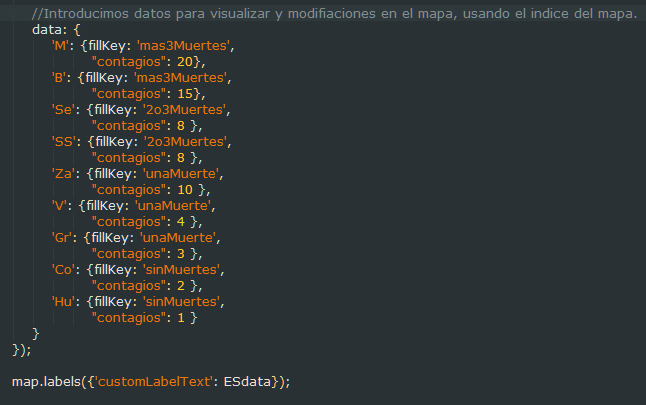 //Introducimos datos para visualizar y modifiaciones en el mapa, usando el indice del mapa.
data: {
'M': {fillKey: 'mas3Muertes',
"contagios": 20},
'B': {fillKey: 'mas3Muertes',
"contagios": 15},
'Se': {fillKey: '2o3Muertes',
"contagios": 8 },
'SS': {fillKey: '2o3Muertes',
"contagios": 8 },
'Za': {fillKey: 'unaMuerte',
"contagios": 10 },
'V': {fillKey: 'unaMuerte',
"contagios": 4 },
'Gr': {fillKey: 'unaMuerte',
"contagios": 3 },
'Co': {fillKey: 'sinMuertes',
"contagios": 2 },
'Hu': {fillKey: 'sinMuertes',
"contagios": 1 }
}
});
map.labels({'customLabelText': ESdata});